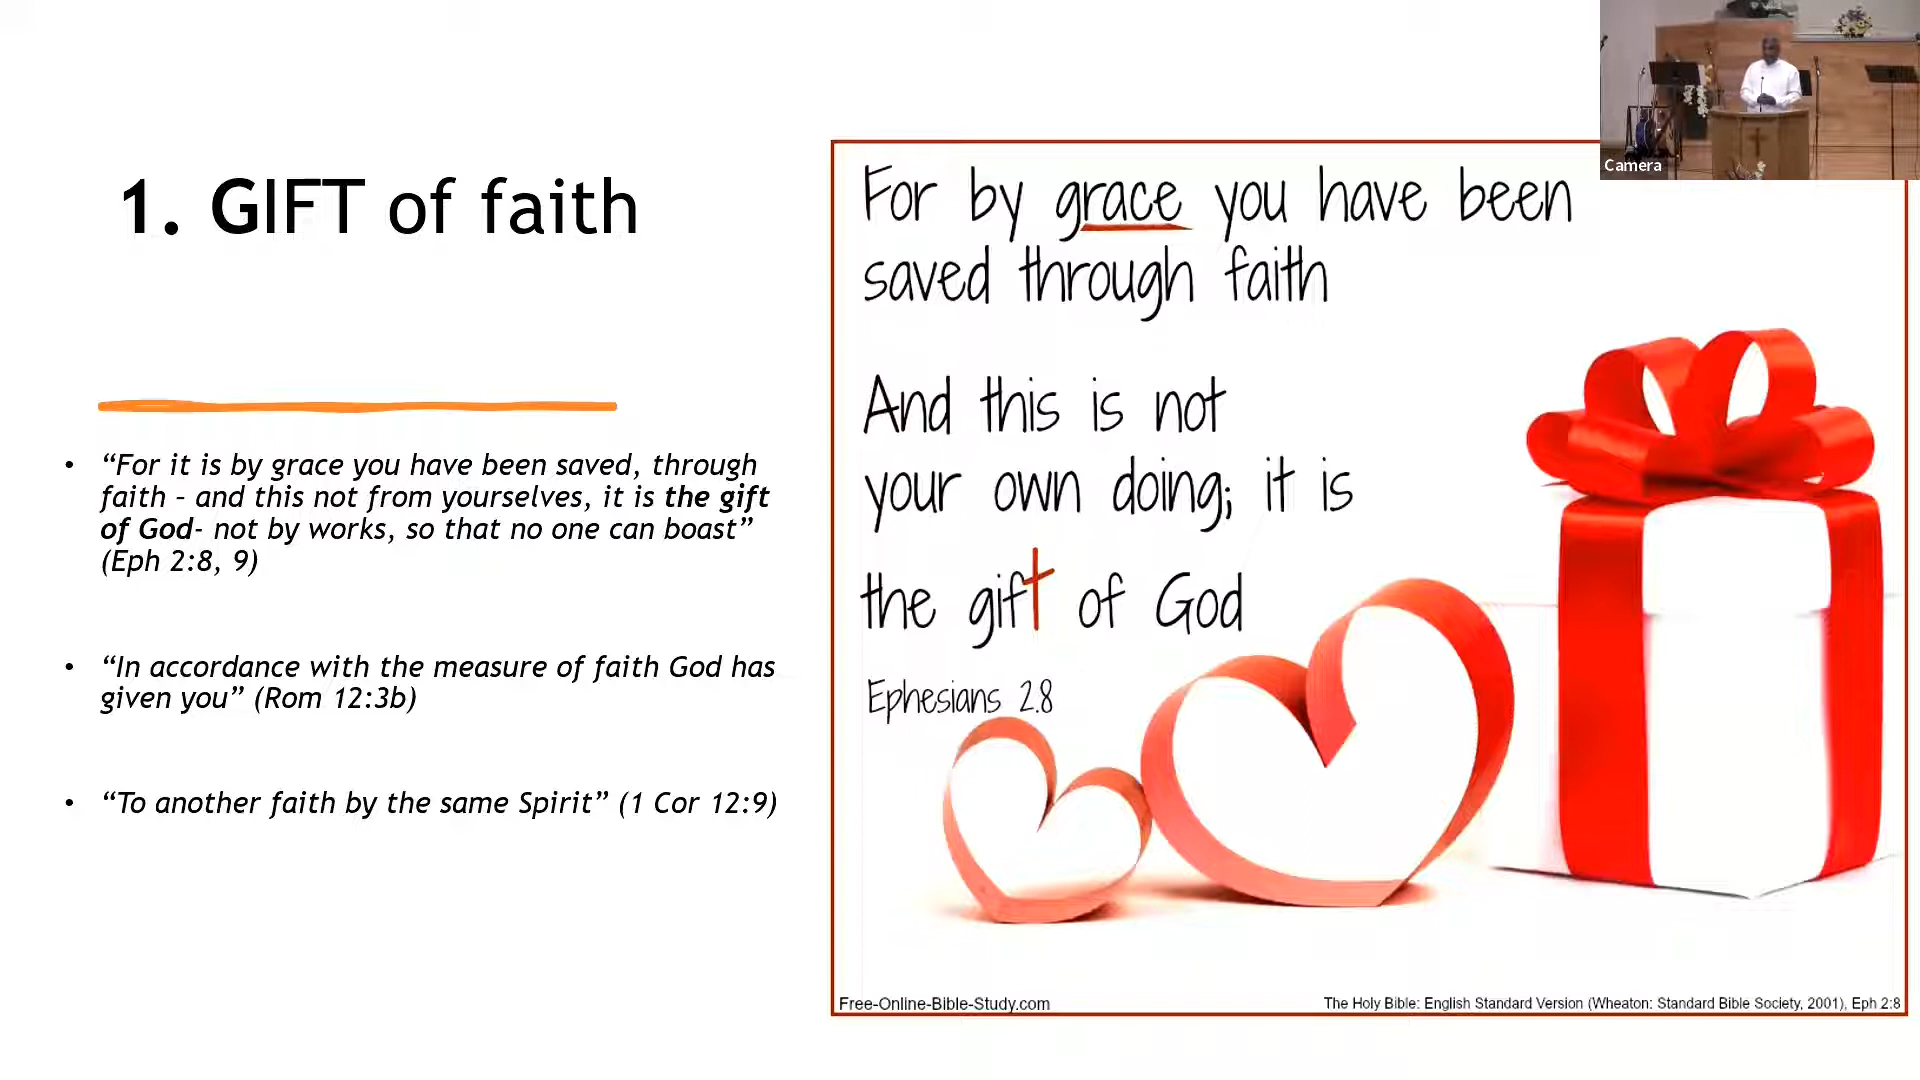 1. GIFT of faith
• “For it is by grace you have been saved, through
faith – and this not from yourselves, it is the gift
of God- not by works, so that no one can boast”
(Eph 2:8, 9)
• “In accordance with the measure of faith God has
given you” (Rom 12:3b)
• “To another faith by the same Spirit” (1 Cor 12:9)
For by grace you have been
saved through faith
And this is not
your own doing; it is
the gift of God
Ephesians 2.8
Free-Online-Bible-Study.com
The Holy Bible: English Standard Version (Wheaton: Standard Bible Society, 2001), Eph 2:8
Camera